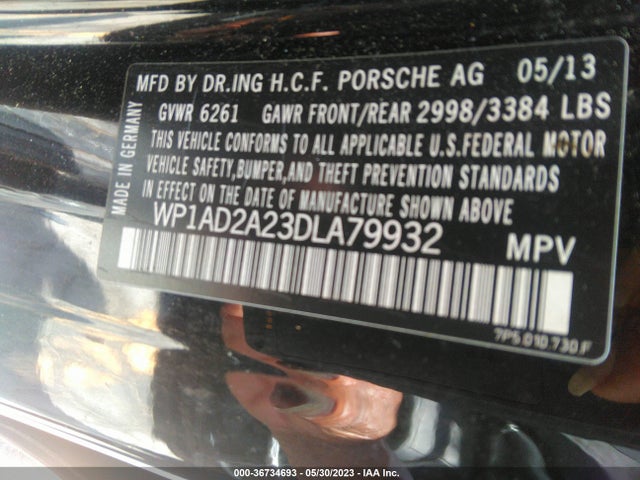 MFD BY DR.ING H.C.F. PORSCHE AG 05/13
GVWR 6261 GAWR FRONT/REAR 2998/3384 LBS
THIS VEHICLE CONFORMS TO ALL APPLICABLE U.S.FEDERAL MOTOR
VEHICLE SAFETY,BUMPER,AND THEFT PREVENTION STANDARDS
IN EFFECT ON THE DATE OF MANUFACTURE SHOWN ABOVE
MADE IN GERMANY
WP1AD2A23DLA79932 MPV
7P5.010.730.F
000-36734693 - 05/30/2023 - IAA Inc.